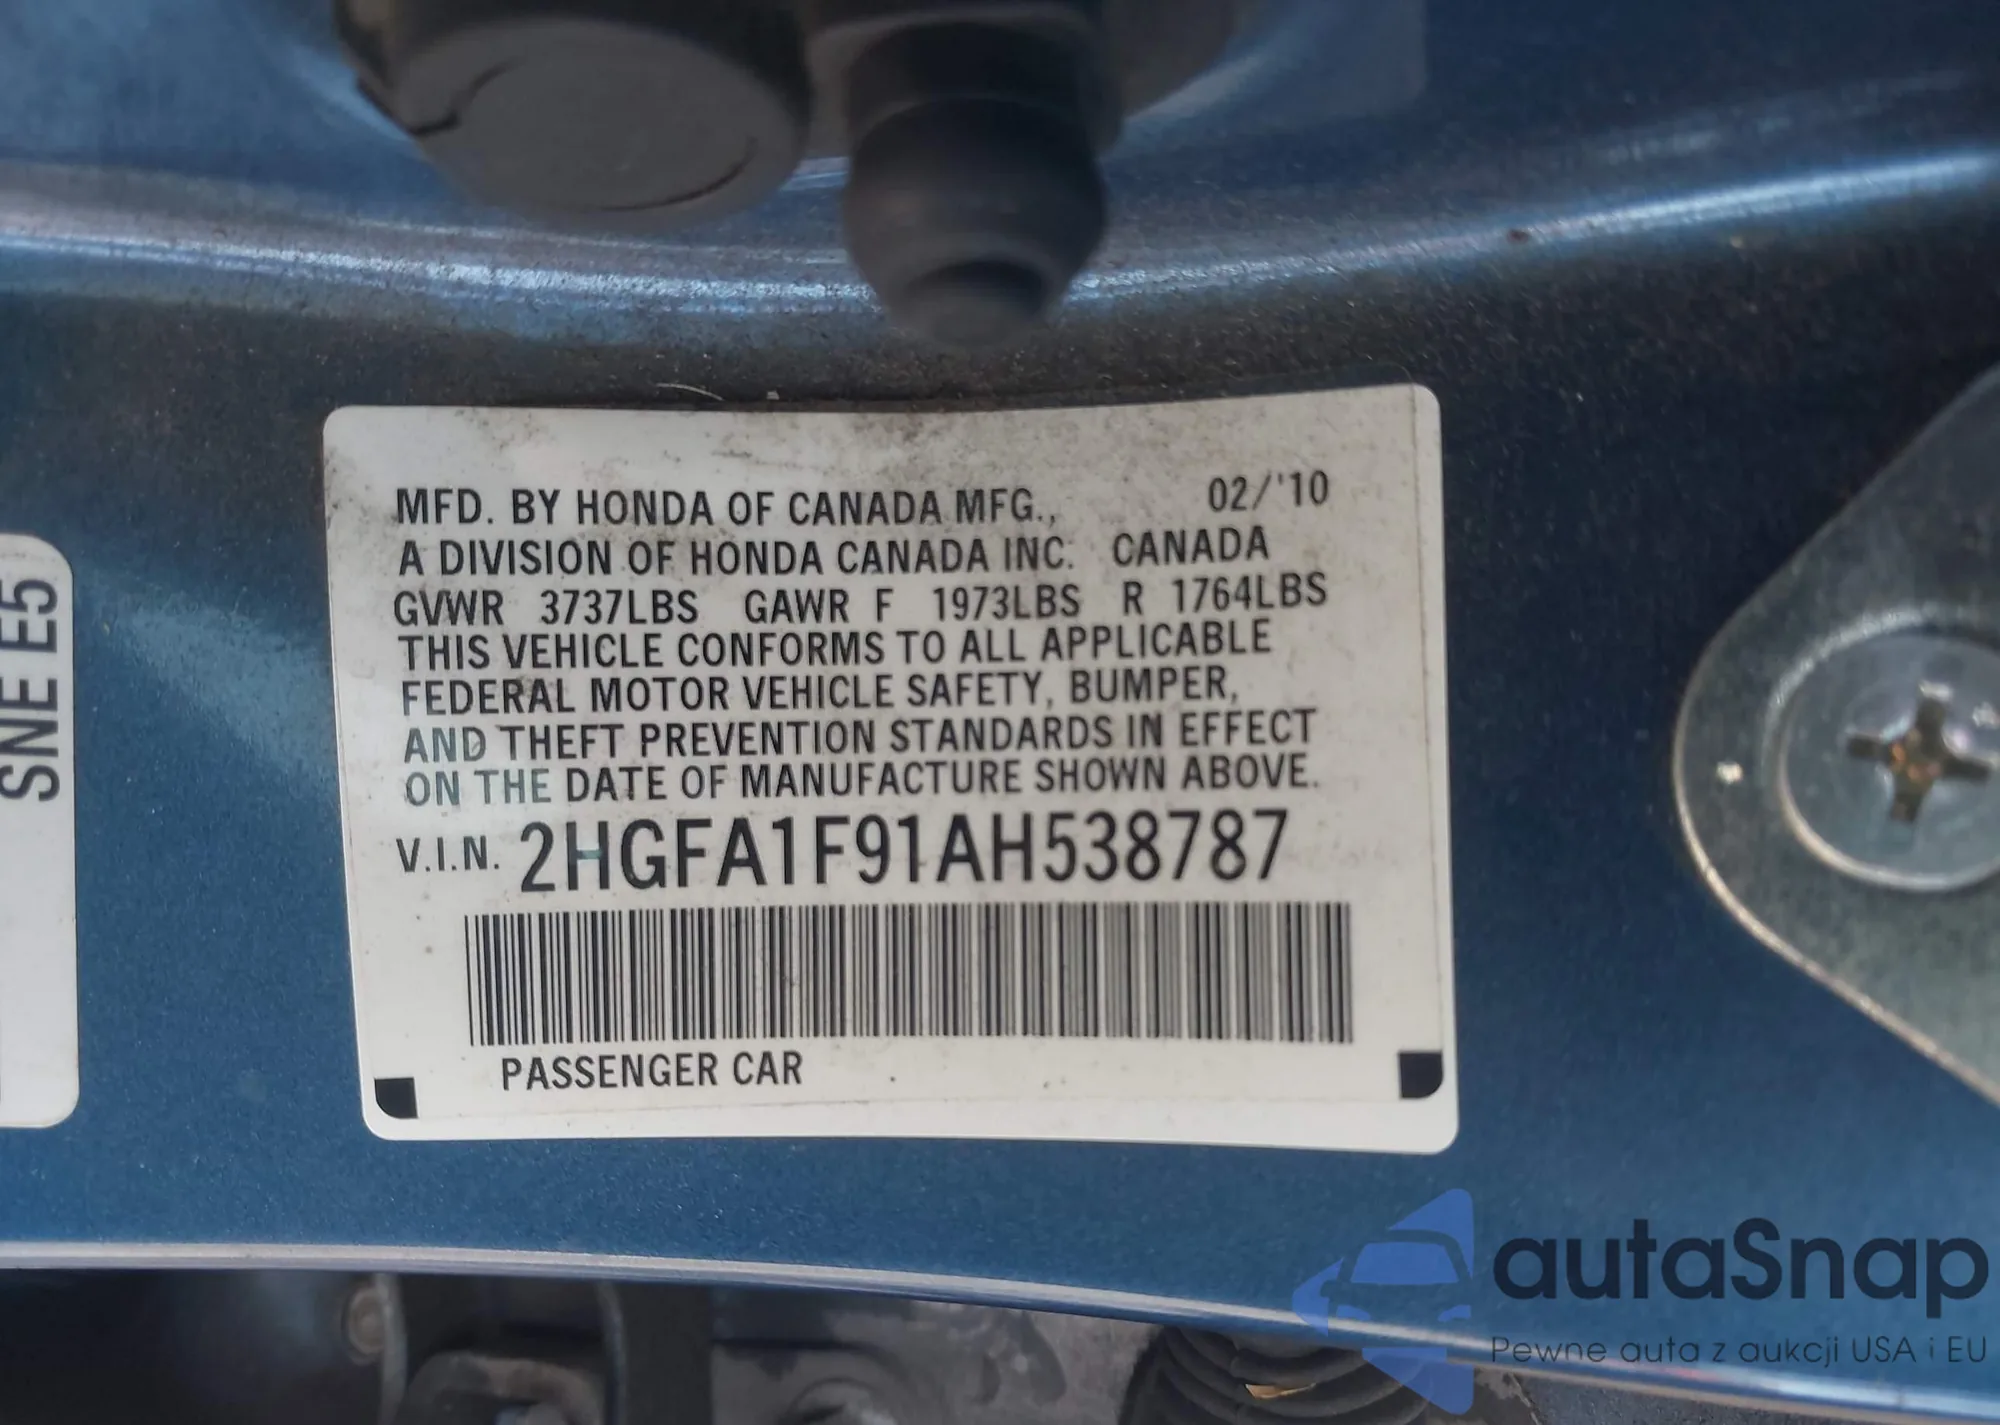 MFD. BY HONDA OF CANADA MFG., 02/'10
A DIVISION OF HONDA CANADA INC. CANADA
GVWR 3737LBS GAWR F 1973LBS R 1764LBS
THIS VEHICLE CONFORMS TO ALL APPLICABLE
FEDERAL MOTOR VEHICLE SAFETY, BUMPER,
AND THEFT PREVENTION STANDARDS IN EFFECT
ON THE DATE OF MANUFACTURE SHOWN ABOVE.
V.I.N. 2HGFA1F91AH538787
PASSENGER CAR
SNE E5
autaSnap
Pewne auta z aukcji USA i EU